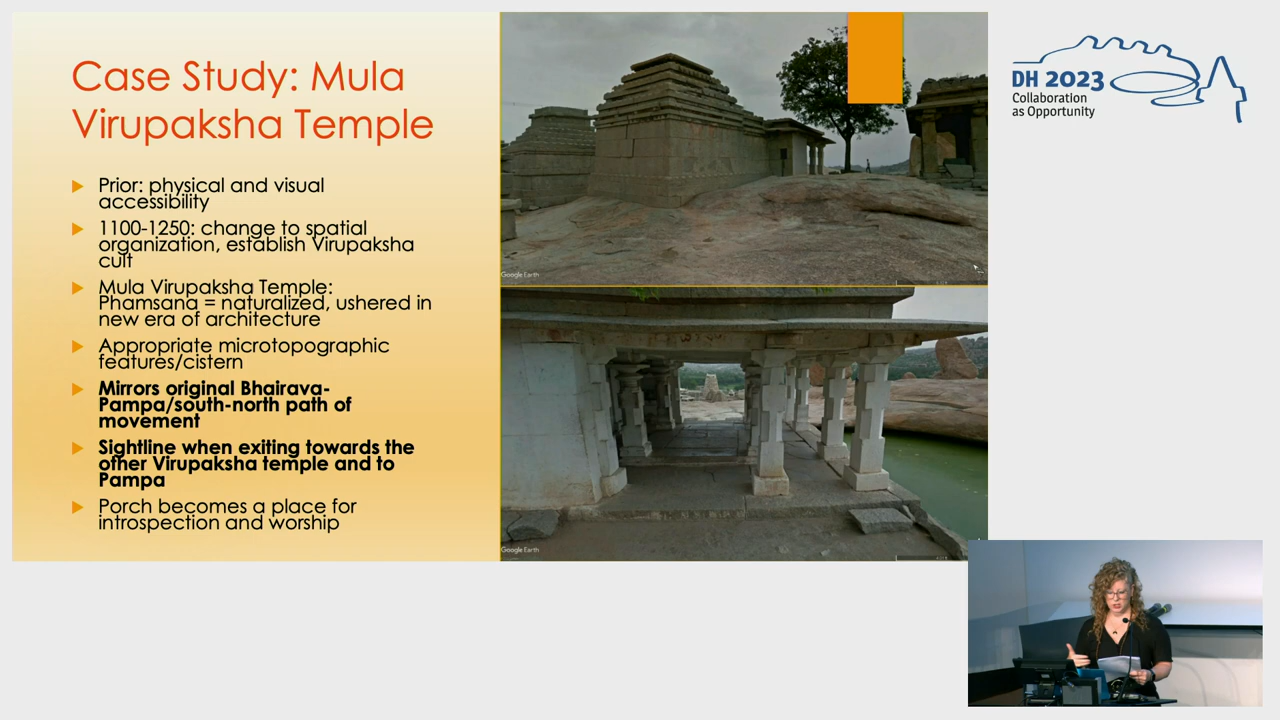 Case Study: Mula
Virupaksha Temple
Prior: physical and visual
accessibility
1100-1250: change to spatial
organization, establish Virupaksha
cult
Mula Virupaksha Temple:
Phamsana = naturalized, ushered in
new era of architecture
Appropriate microtopographic
features/cistern
Mirrors original Bhairava-
Pampa/south-north path of
movement
Sightline when exiting towards the
other Virupaksha temple and to
Pampa
Porch becomes a place for
introspection and worship
Google Earth
Google Earth
DH 2023
Collaboration
as Opportunity